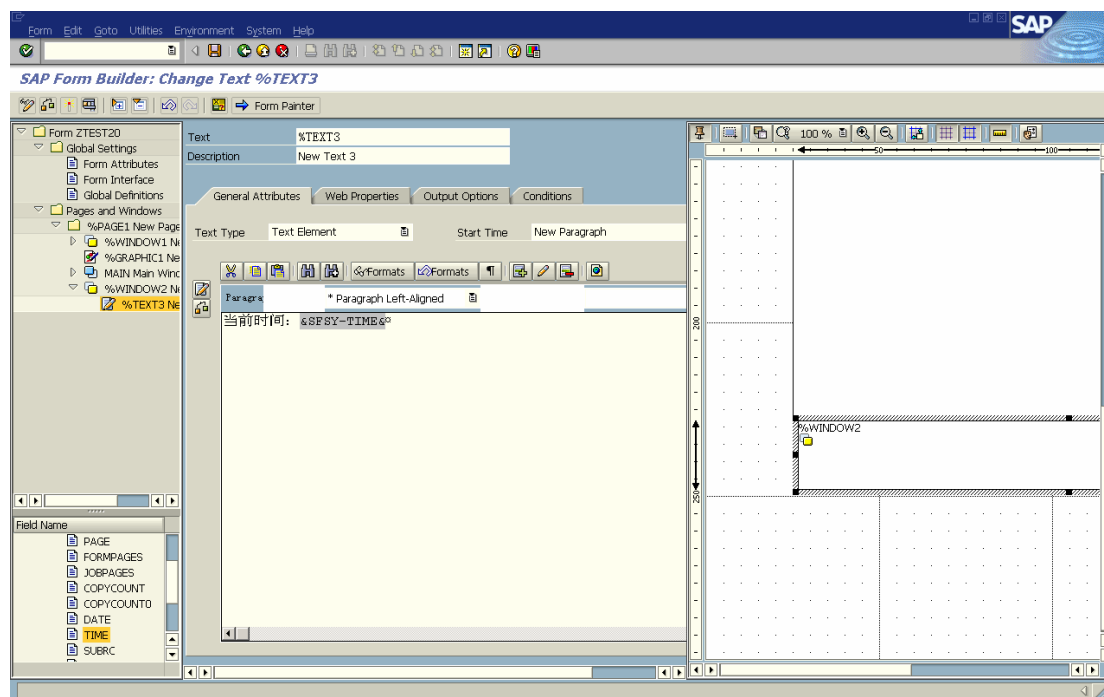 Form Edit Goto Utilities Environment System Help
SAP
SAP Form Builder: Change Text %TEXT3
Form Painter
Form ZTEST20
Global Settings
Form Attributes
Form Interface
Global Definitions
Pages and Windows
%PAGE1 New Page
%WINDOW1 Ne
%GRAPHIC1 Ne
MAIN Main Winc
%WINDOW2 Ne
%TEXT3 Ne
Field Name
PAGE
FORMPAGES
JOBPAGES
COPYCOUNT
COPYCOUNT0
DATE
TIME
SUBRC
Text %TEXT3
Description New Text 3
General Attributes Web Properties Output Options Conditions
Text Type Text Element Start Time New Paragraph
Formats Formats
Paragra * Paragraph Left-Aligned
当前时间: &SFSY-TIME&¤
100 %
50 100
200
%WINDOW2
250